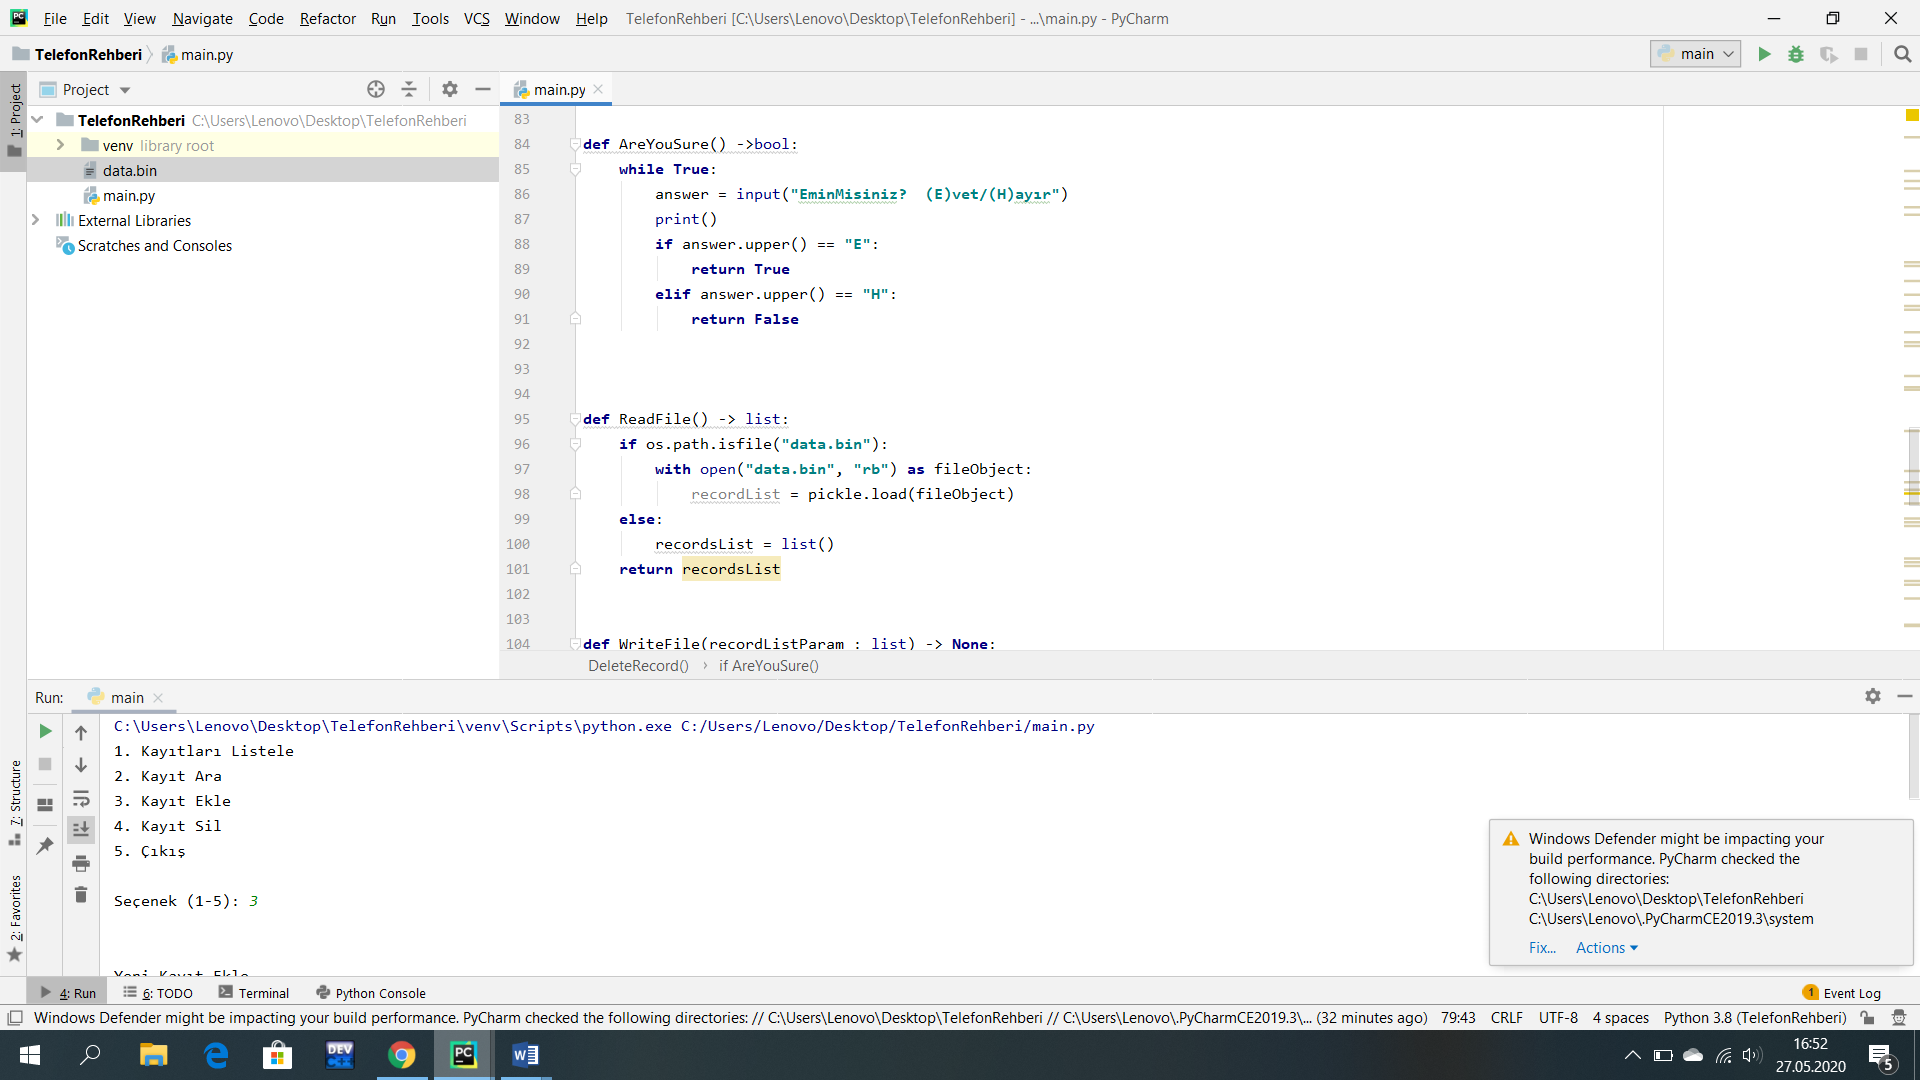 File Edit View Navigate Code Refactor Run Tools VCS Window Help TelefonRehberi [C:\Users\Lenovo\Desktop\TelefonRehberi] - ...\main.py - PyCharm
TelefonRehberi main.py
main
1: Project
Project
main.py
TelefonRehberi C:\Users\Lenovo\Desktop\TelefonRehberi
venv library root
data.bin
main.py
External Libraries
Scratches and Consoles
83
84 def AreYouSure() ->bool:
85 while True:
86 answer = input("EminMisiniz?  (E)vet/(H)ayır")
87 print()
88 if answer.upper() == "E":
89 return True
90 elif answer.upper() == "H":
91 return False
92
93
94
95 def ReadFile() -> list:
96 if os.path.isfile("data.bin"):
97 with open("data.bin", "rb") as fileObject:
98 recordList = pickle.load(fileObject)
99 else:
100 recordsList = list()
101 return recordsList
102
103
104 def WriteFile(recordListParam : list) -> None:
DeleteRecord() › if AreYouSure()
Run: main
C:\Users\Lenovo\Desktop\TelefonRehberi\venv\Scripts\python.exe C:/Users/Lenovo/Desktop/TelefonRehberi/main.py
1. Kayıtları Listele
2. Kayıt Ara
3. Kayıt Ekle
4. Kayıt Sil
5. Çıkış
Seçenek (1-5): 3
Yeni Kayıt Ekle
7: Structure
2: Favorites
Windows Defender might be impacting your
build performance. PyCharm checked the
following directories:
C:\Users\Lenovo\Desktop\TelefonRehberi
C:\Users\Lenovo\.PyCharmCE2019.3\system
Fix... Actions
4: Run 6: TODO Terminal Python Console
1 Event Log
Windows Defender might be impacting your build performance. PyCharm checked the following directories: // C:\Users\Lenovo\Desktop\TelefonRehberi // C:\Users\Lenovo\.PyCharmCE2019.3\... (32 minutes ago) 79:43 CRLF UTF-8 4 spaces Python 3.8 (TelefonRehberi)
DEV C++
PC
W
16:52
27.05.2020
5